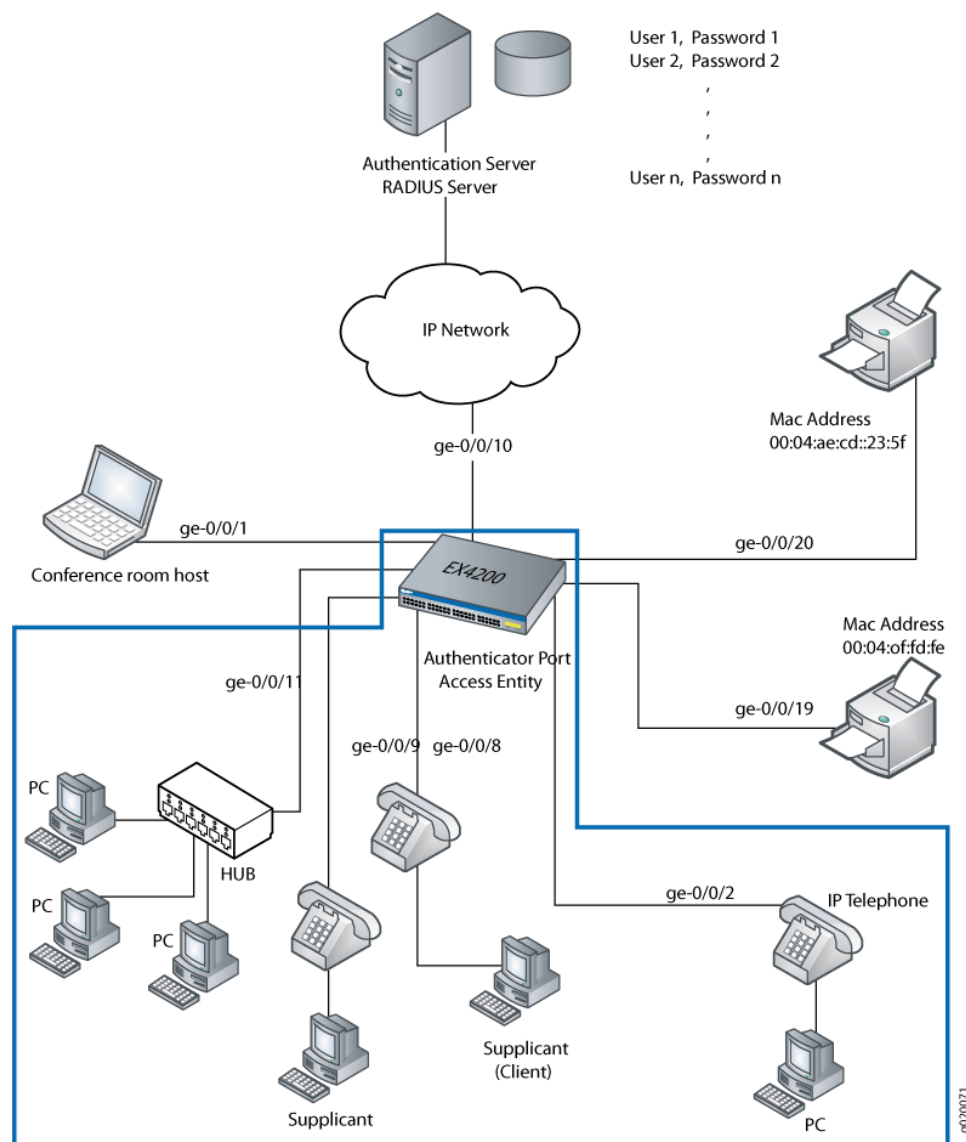 User 1, Password 1
User 2, Password 2
,
,
,
,
User n, Password n
Authentication Server
RADIUS Server
IP Network
ge-0/0/10
Mac Address
00:04:ae:cd::23:5f
ge-0/0/1
ge-0/0/20
Conference room host
EX4200
Mac Address
00:04:of:fd:fe
Authenticator Port
Access Entity
ge-0/0/11
ge-0/0/19
ge-0/0/9
ge-0/0/8
PC
HUB
PC
PC
ge-0/0/2
IP Telephone
Supplicant
(Client)
Supplicant
PC
g020071